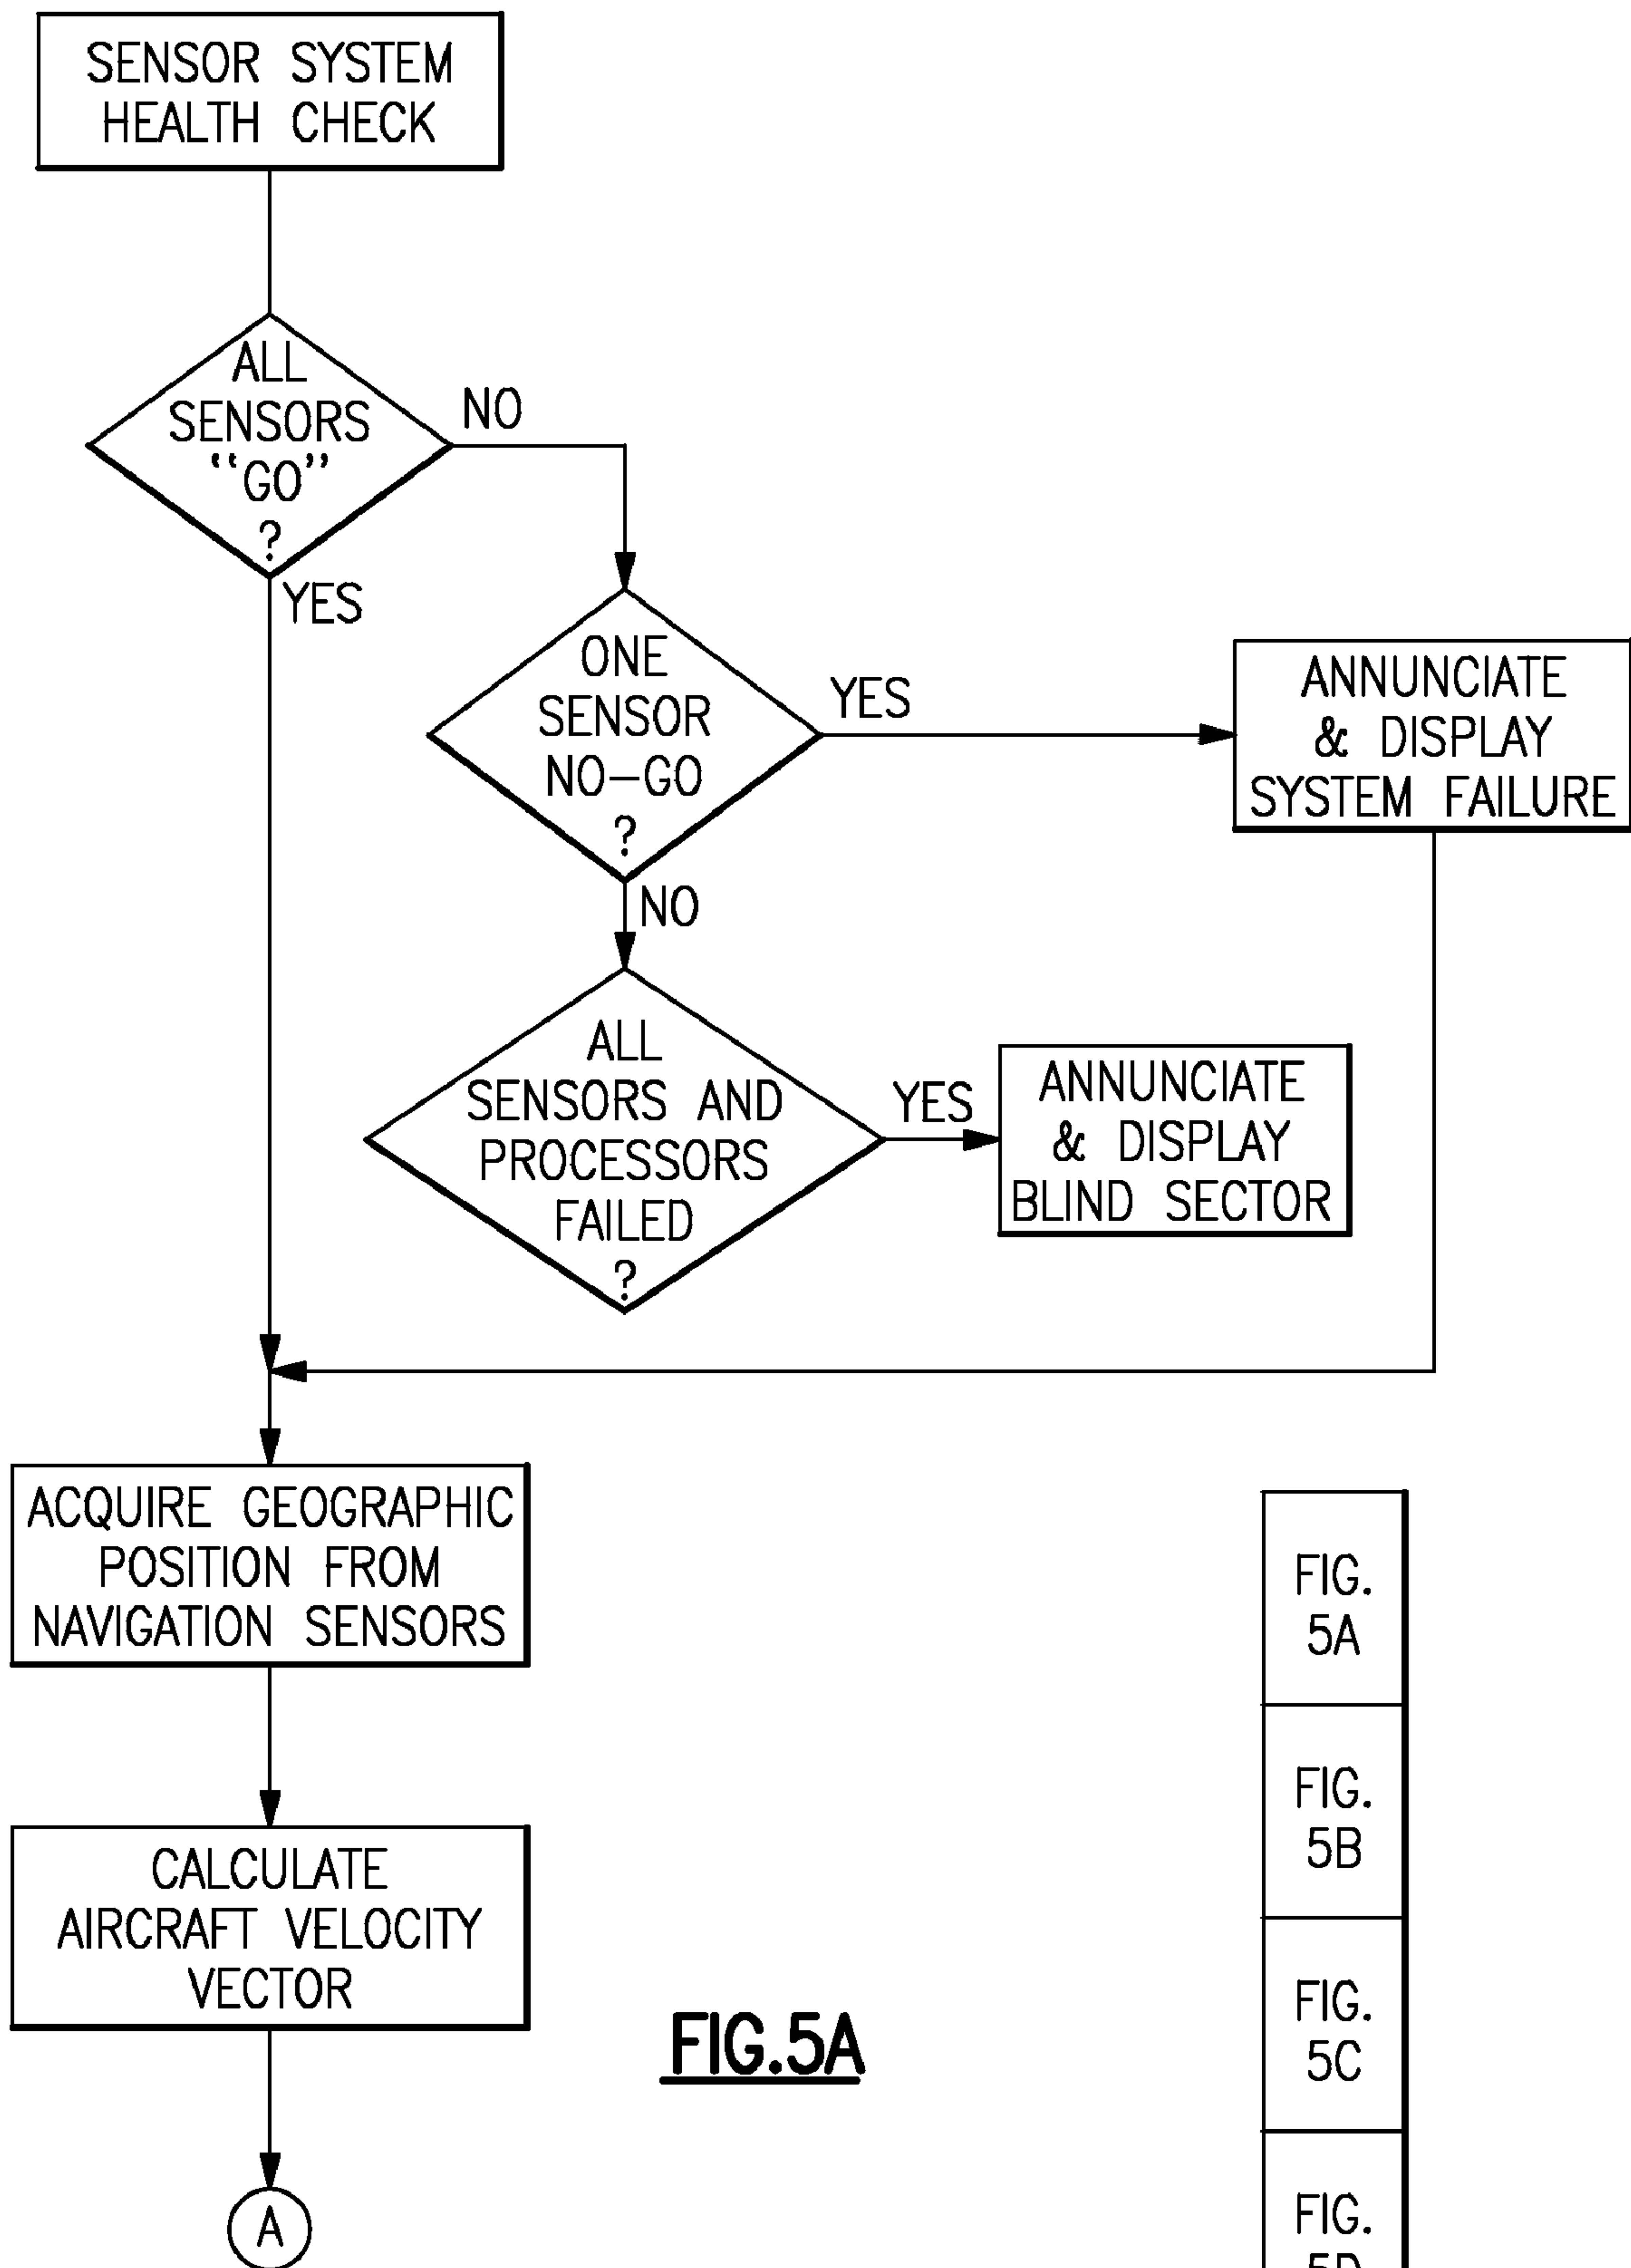 SENSOR SYSTEM
HEALTH CHECK
ALL
SENSORS
“GO”
?
NO
YES
ONE
SENSOR
NO-GO
?
YES
NO
ANNUNCIATE
& DISPLAY
SYSTEM FAILURE
ALL
SENSORS AND
PROCESSORS
FAILED
?
YES
ANNUNCIATE
& DISPLAY
BLIND SECTOR
ACQUIRE GEOGRAPHIC
POSITION FROM
NAVIGATION SENSORS
CALCULATE
AIRCRAFT VELOCITY
VECTOR
A
FIG.5A
FIG.
5A
FIG.
5B
FIG.
5C
FIG.
5D